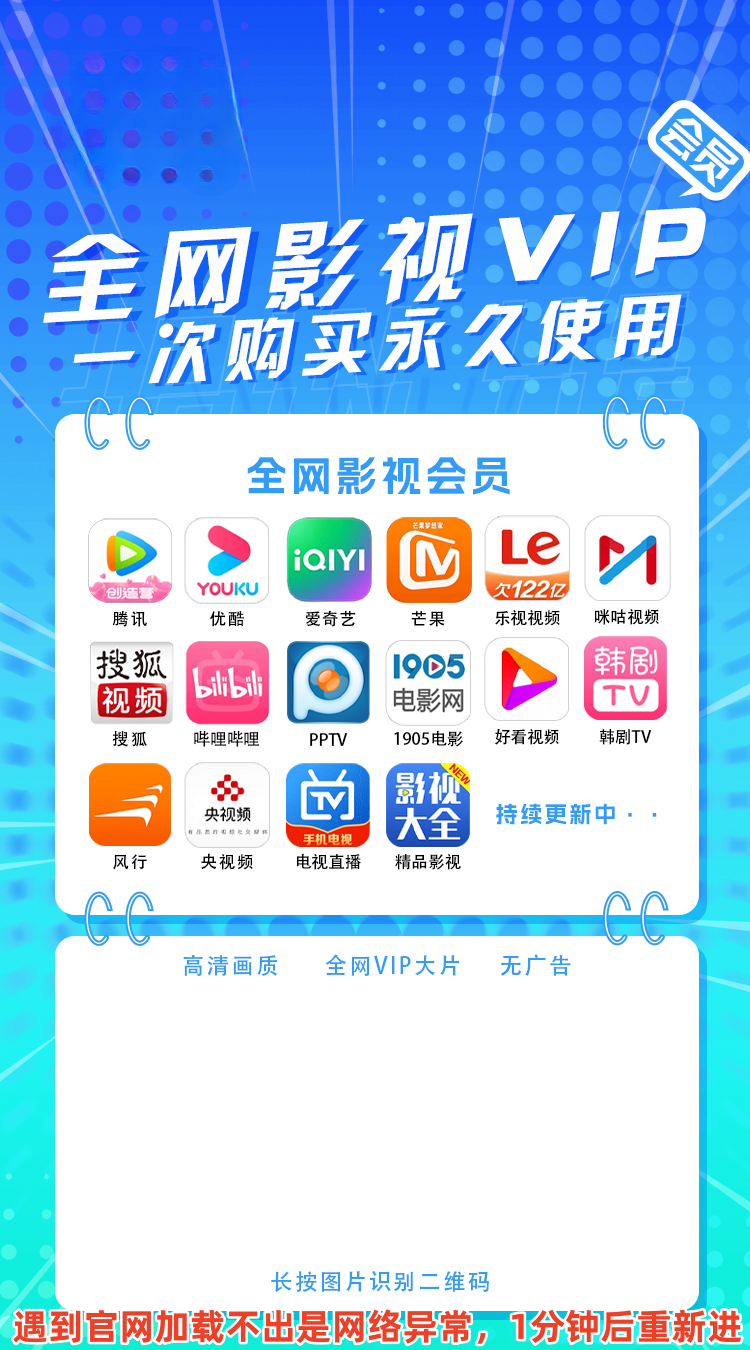 会员
全网影视VIP
一次购买永久使用
全网影视会员
创造营
YOUKU
iQIYI
芒果梦想家
Le
欠122亿
腾讯 优酷 爱奇艺 芒果 乐视视频 咪咕视频
搜狐
视频
bilibili
1905
电影网
韩剧
TV
搜狐 哔哩哔哩 PPTV 1905电影 好看视频 韩剧TV
央视频
TV
手机电视
影视
大全
NEW
持续更新中···
风行 央视频 电视直播 精品影视
高清画质 全网VIP大片 无广告
长按图片识别二维码
遇到官网加载不出是网络异常，1分钟后重新进